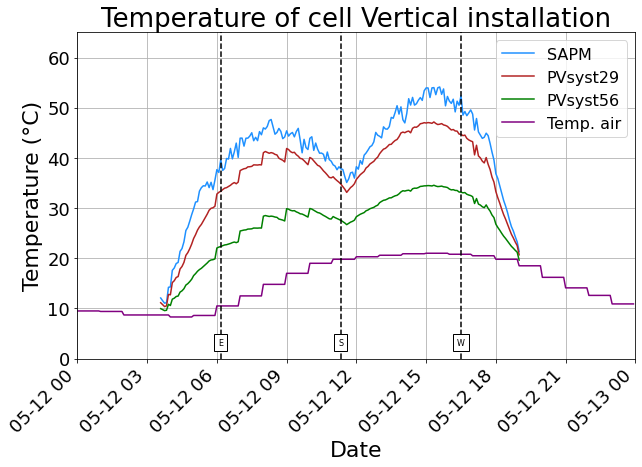 Temperature of cell Vertical installation
SAPM
PVsyst29
PVsyst56
Temp. air
Temperature (°C)
60
50
40
30
20
10
0
E
S
W
05-12 00
05-12 03
05-12 06
05-12 09
05-12 12
05-12 15
05-12 18
05-12 21
05-13 00
Date